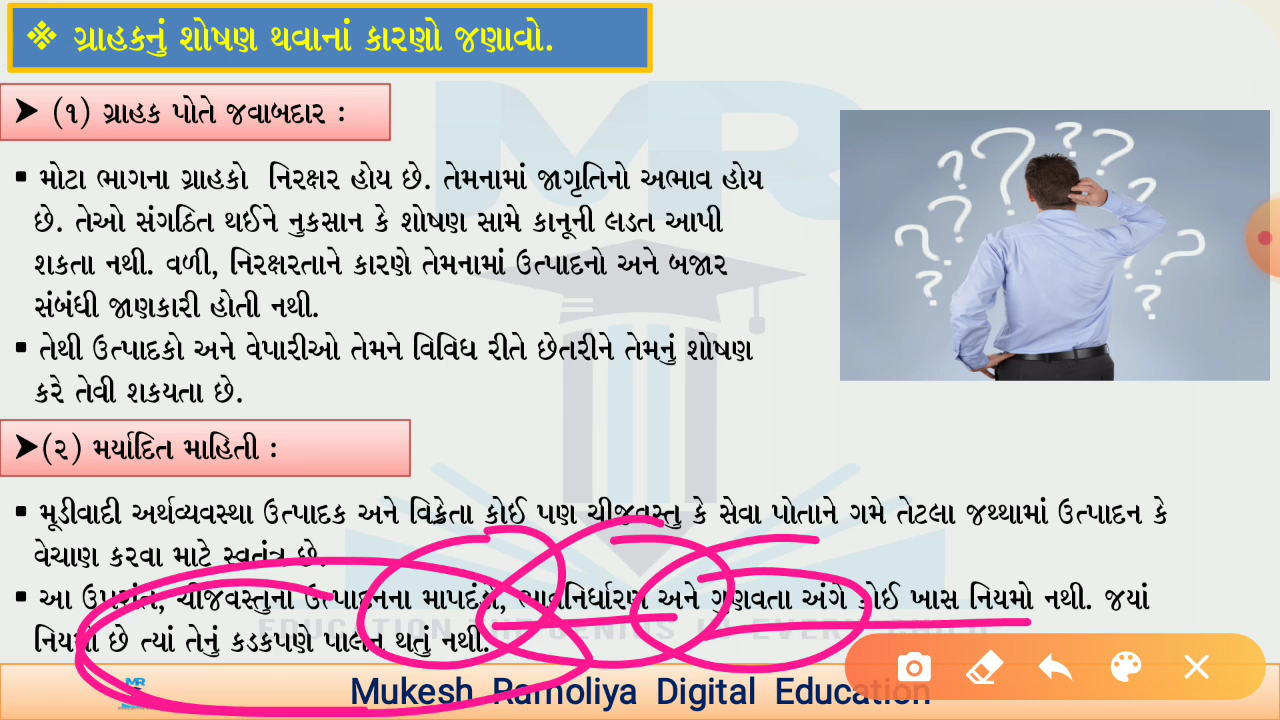 ❖ ગ્રાહકનું શોષણ થવાનાં કારણો જણાવો.
➤ (૧) ગ્રાહક પોતે જવાબદાર :
▪ મોટા ભાગના ગ્રાહકો નિરક્ષર હોય છે. તેમનામાં જાગૃતિનો અભાવ હોય
છે. તેઓ સંગઠિત થઈને નુકસાન કે શોષણ સામે કાનૂની લડત આપી
શકતા નથી. વળી, નિરક્ષરતાને કારણે તેમનામાં ઉત્પાદનો અને બજાર
સંબંધી જાણકારી હોતી નથી.
▪ તેથી ઉત્પાદકો અને વેપારીઓ તેમને વિવિધ રીતે છેતરીને તેમનું શોષણ
કરે તેવી શકયતા છે.
➤(૨) મર્યાદિત માહિતી :
▪ મૂડીવાદી અર્થવ્યવસ્થા ઉત્પાદક અને વિક્રેતા કોઈ પણ ચીજવસ્તુ કે સેવા પોતાને ગમે તેટલા જથ્થામાં ઉત્પાદન કે
વેચાણ કરવા માટે સ્વતંત્ર છે.
▪ આ ઉપરાંત, ચીજવસ્તુના ઉત્પાદનના માપદંડો, ભાવનિર્ધારણ અને ગુણવતા અંગે કોઈ ખાસ નિયમો નથી. જયાં
નિયમો છે ત્યાં તેનું કડકપણે પાલન થતું નથી.
MR
Mukesh Ramoliya Digital Education